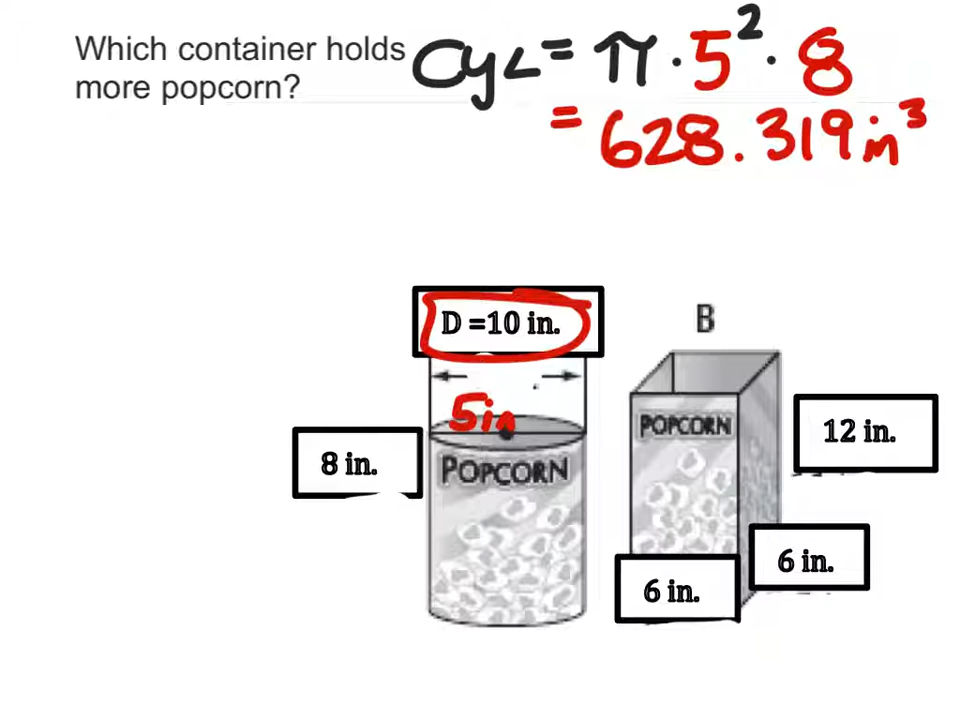 Which container holds
more popcorn?
Cyl = π · 5² · 8
= 628.319 in³
D =10 in.
B
5in
8 in.
POPCORN
POPCORN
12 in.
6 in.
6 in.